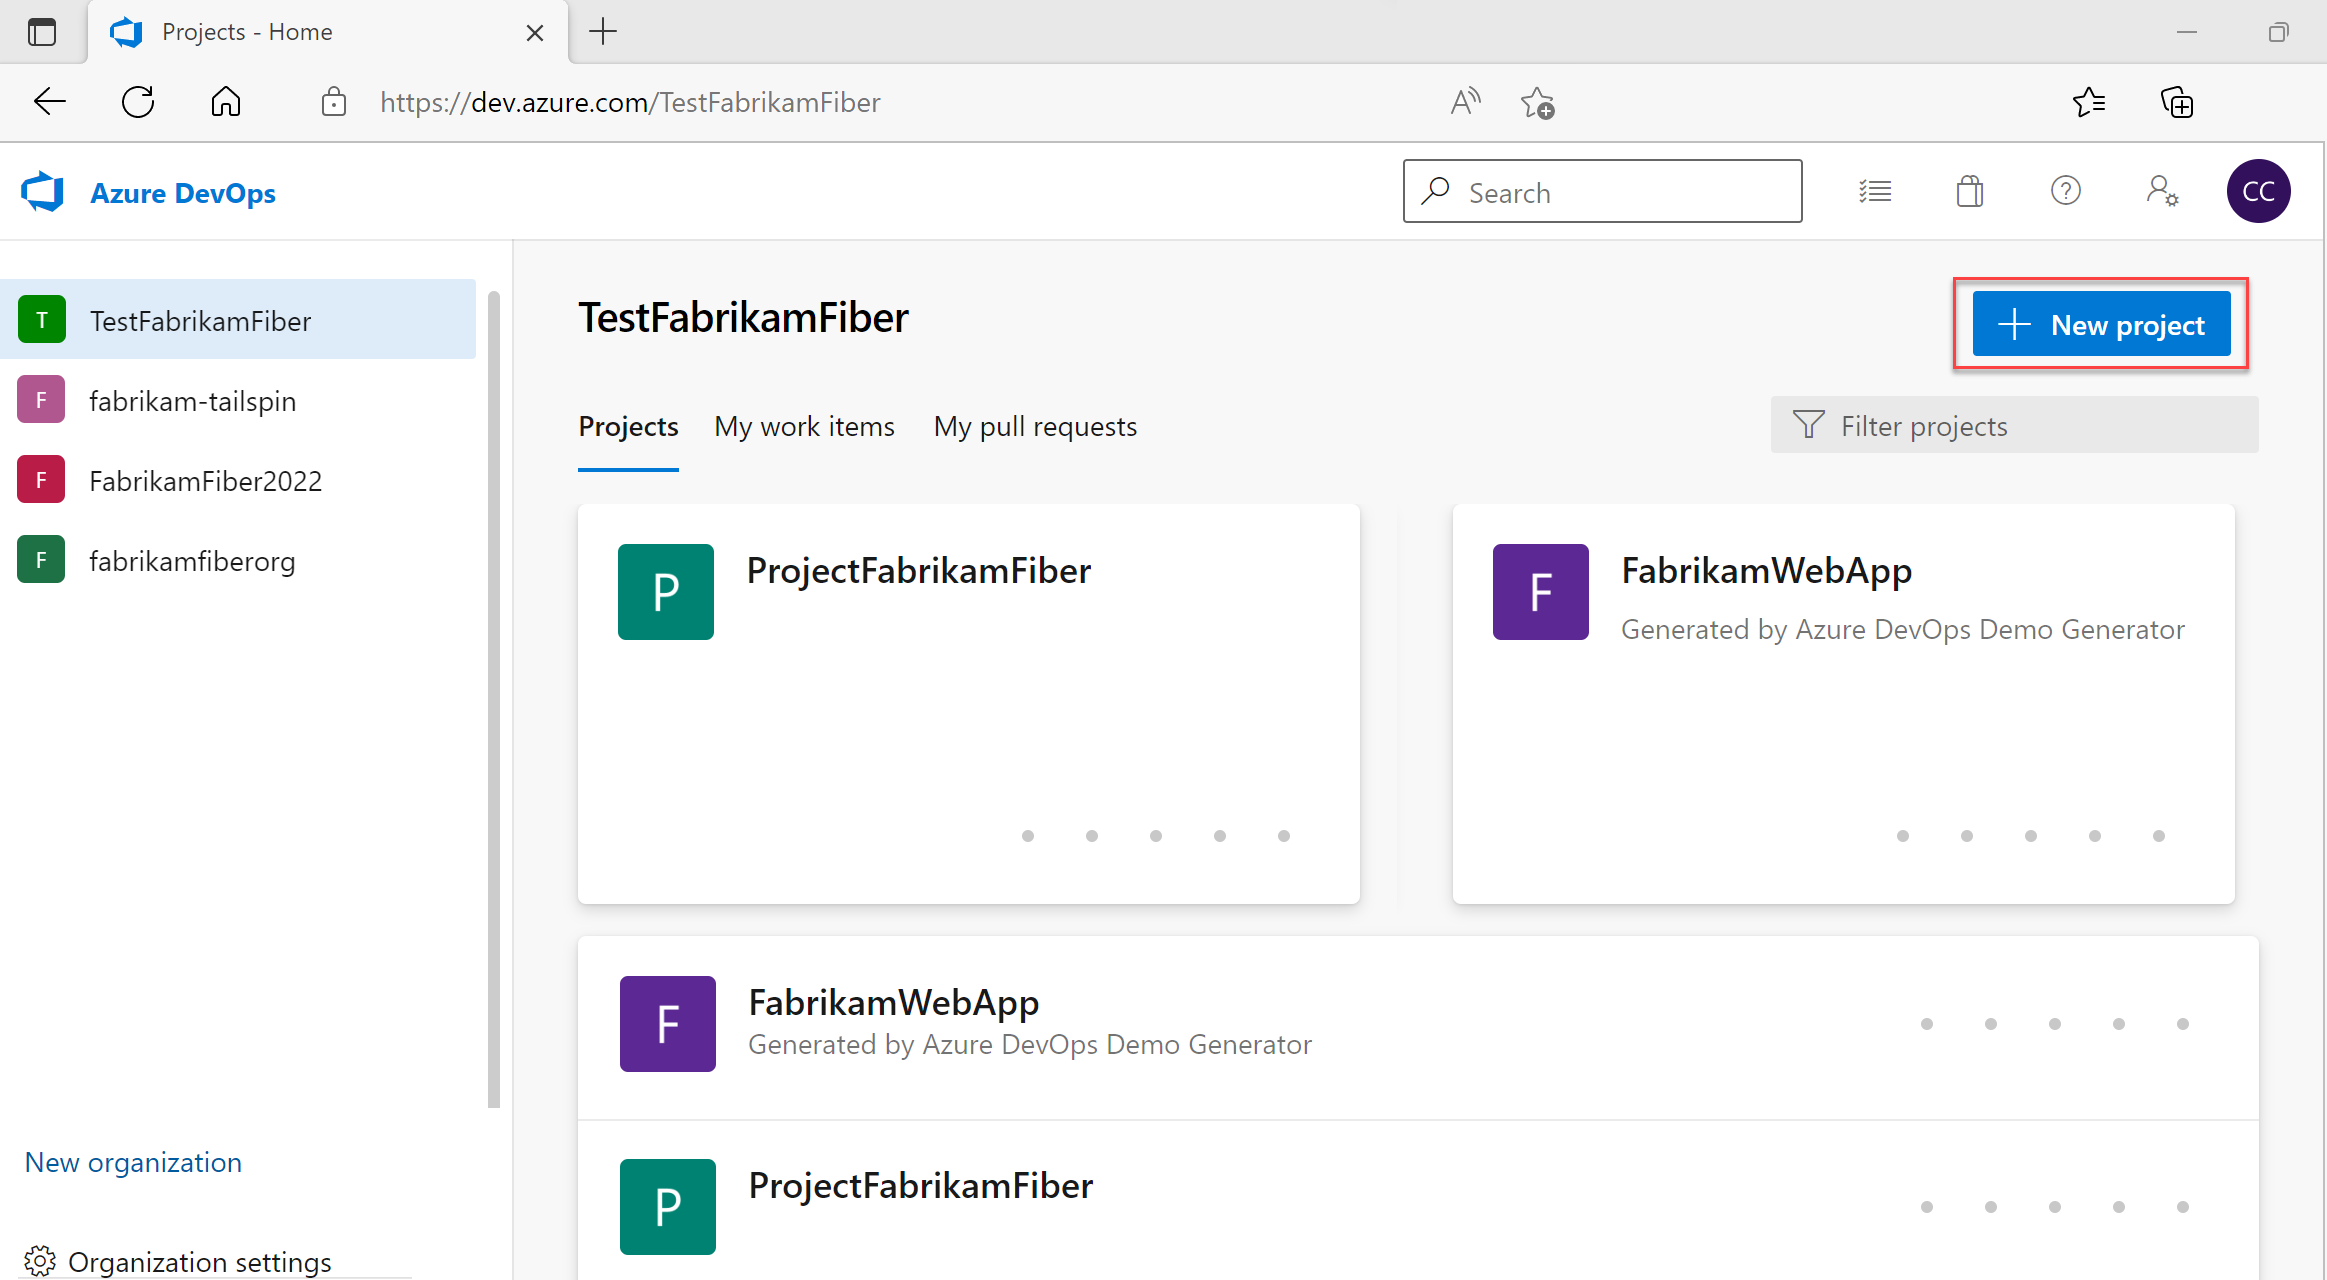 Projects - Home
https://dev.azure.com/TestFabrikamFiber
Azure DevOps
Search
CC
T TestFabrikamFiber
F fabrikam-tailspin
F FabrikamFiber2022
F fabrikamfiberorg
New organization
Organization settings
TestFabrikamFiber
New project
Projects My work items My pull requests
Filter projects
P ProjectFabrikamFiber
F FabrikamWebApp
Generated by Azure DevOps Demo Generator
F FabrikamWebApp
Generated by Azure DevOps Demo Generator
P ProjectFabrikamFiber